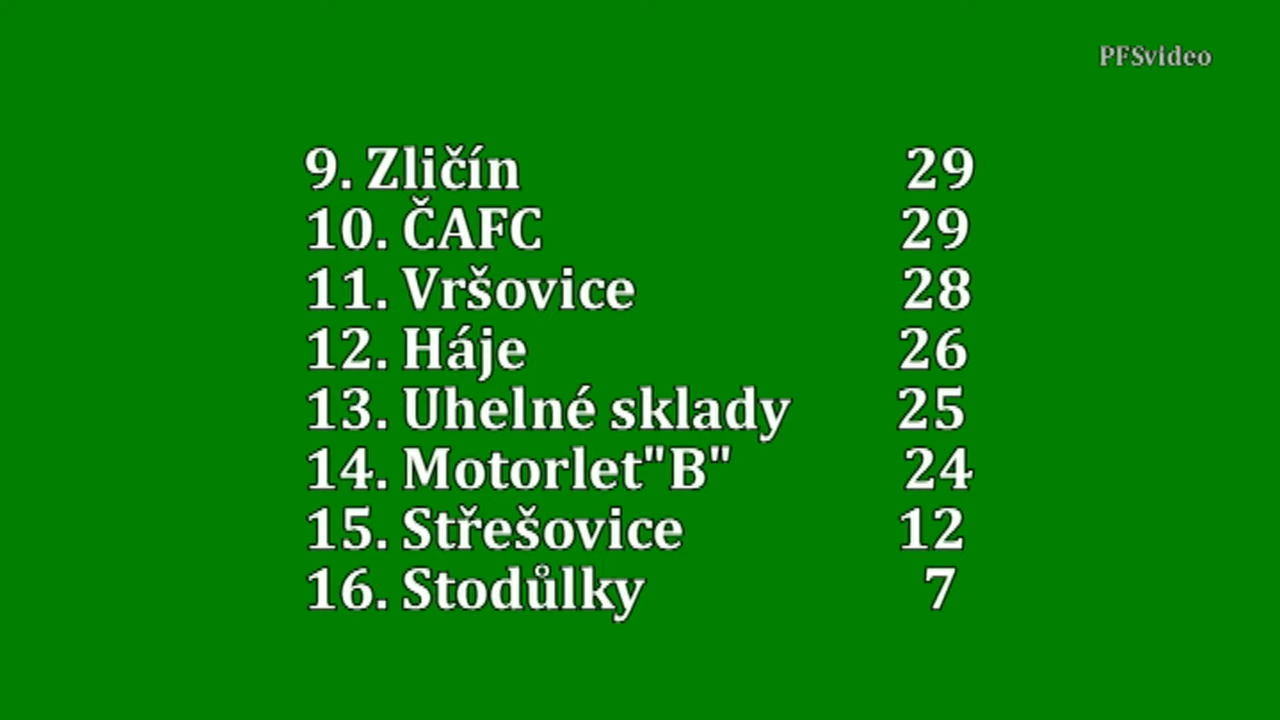 PFSvideo
9. Zličín 29
10. ČAFC 29
11. Vršovice 28
12. Háje 26
13. Uhelné sklady 25
14. Motorlet"B" 24
15. Střešovice 12
16. Stodůlky 7